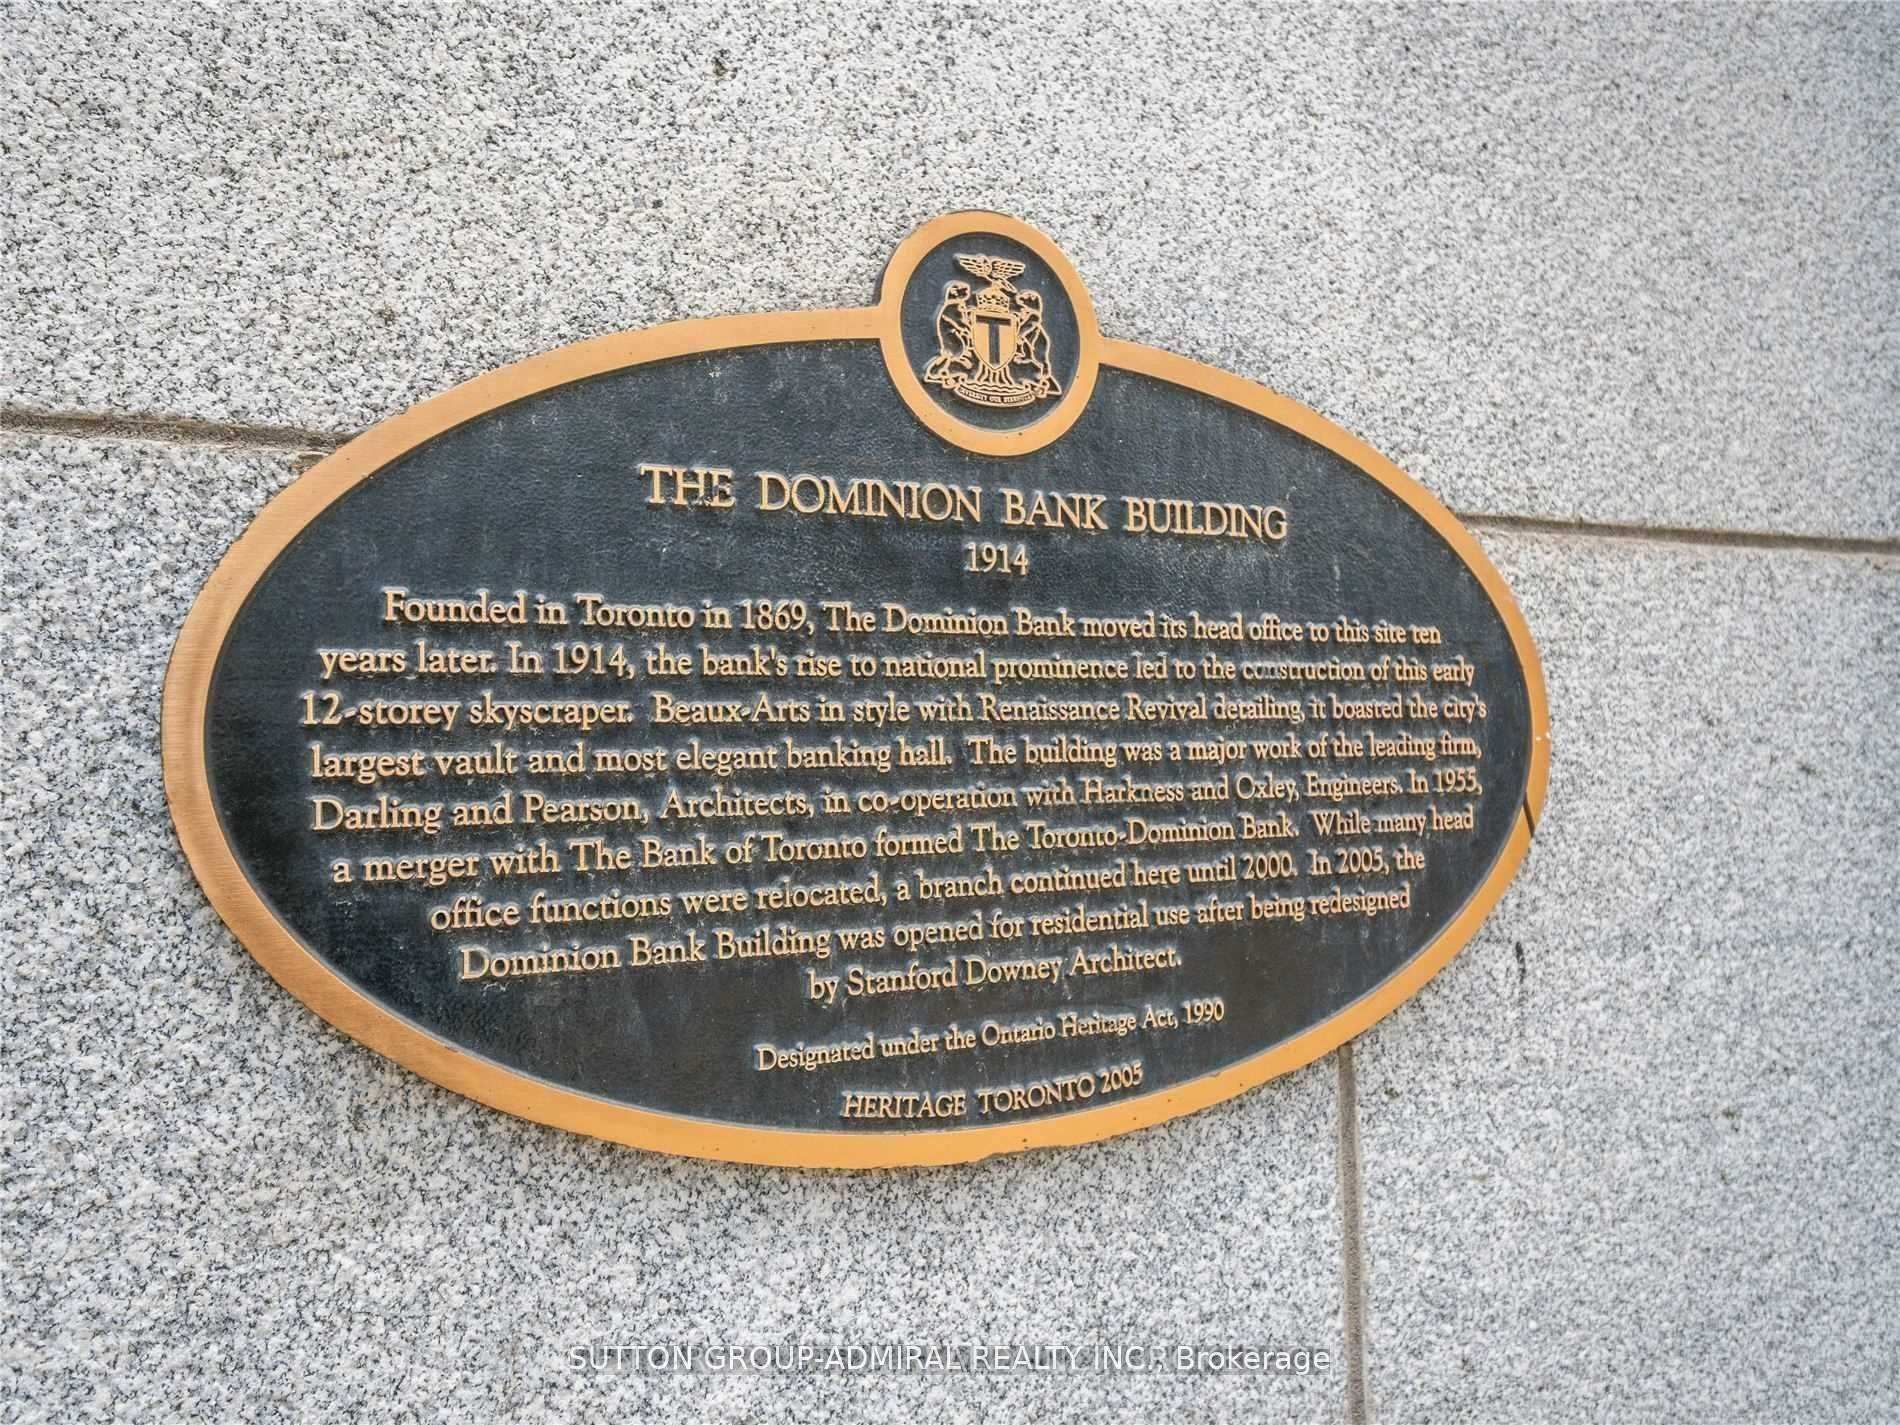 DIVERSITY OUR STRENGTH
THE DOMINION BANK BUILDING
1914
Founded in Toronto in 1869, The Dominion Bank moved its head office to this site ten
years later. In 1914, the bank's rise to national prominence led to the construction of this early
12-storey skyscraper. Beaux-Arts in style with Renaissance Revival detailing, it boasted the city's
largest vault and most elegant banking hall. The building was a major work of the leading firm,
Darling and Pearson, Architects, in co-operation with Harkness and Oxley, Engineers. In 1955,
a merger with The Bank of Toronto formed The Toronto-Dominion Bank. While many head
office functions were relocated, a branch continued here until 2000. In 2005, the
Dominion Bank Building was opened for residential use after being redesigned
by Stanford Downey Architect.
Designated under the Ontario Heritage Act, 1990
HERITAGE TORONTO 2005
SUTTON GROUP-ADMIRAL REALTY INC., Brokerage